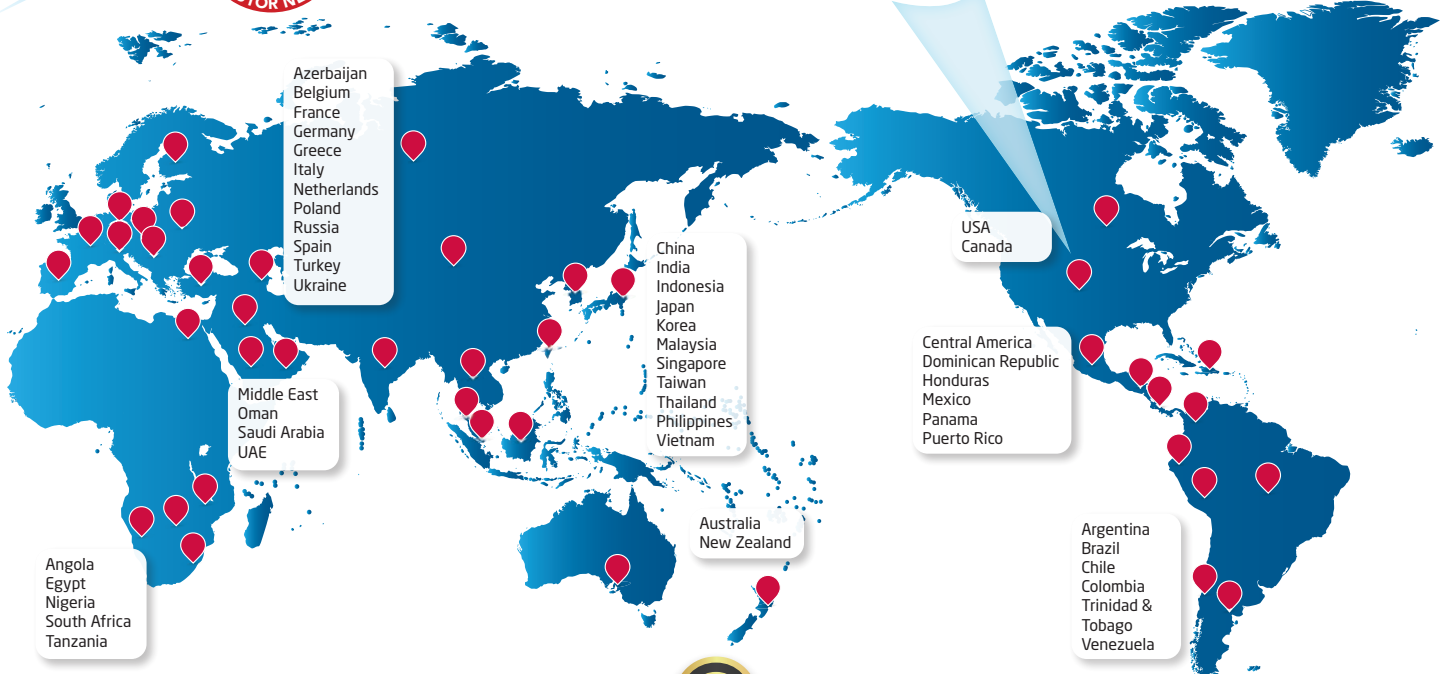 Azerbaijan
Belgium
France
Germany
Greece
Italy
Netherlands
Poland
Russia
Spain
Turkey
Ukraine
China
India
Indonesia
Japan
Korea
Malaysia
Singapore
Taiwan
Thailand
Philippines
Vietnam
USA
Canada
Central America
Dominican Republic
Honduras
Mexico
Panama
Puerto Rico
Middle East
Oman
Saudi Arabia
UAE
Australia
New Zealand
Angola
Egypt
Nigeria
South Africa
Tanzania
Argentina
Brazil
Chile
Colombia
Trinidad &
Tobago
Venezuela